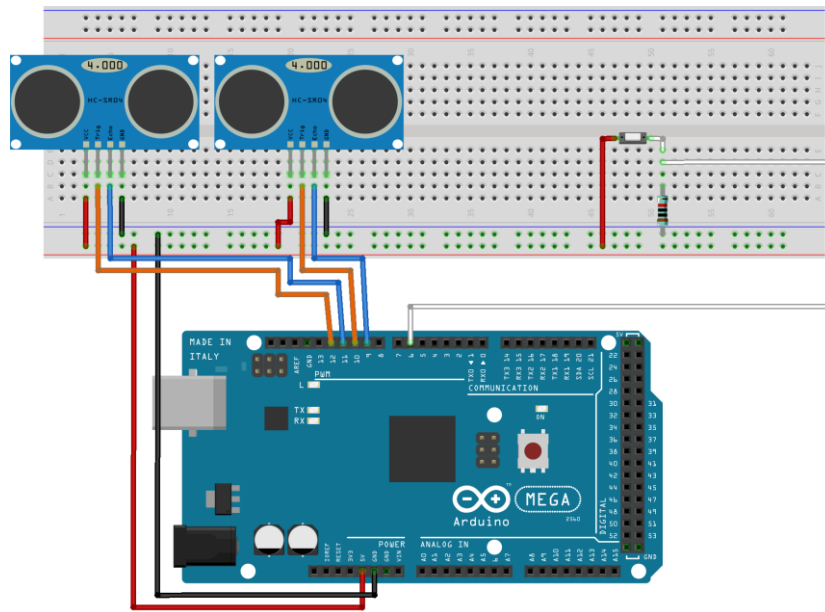 4.000
4.000
HC-SR04
HC-SR04
VCC
Trig
Echo
GND
VCC
Trig
Echo
GND
MADE IN
ITALY
AREF
GND
13
12
11
10
9
8
7
6
5
4
3
2
TX0 1
RX0 0
TX3 14
RX3 15
TX2 16
RX2 17
TX1 18
RX1 19
SDA 20
SCL 21
PWM
COMMUNICATION
L
TX
RX
ON
5V
22
24
26
28
30
31
32
33
34
35
36
37
38
39
40
41
42
43
44
45
46
47
48
49
50
51
52
53
GND
DIGITAL
TM
Arduino
MEGA
2560
POWER
ANALOG IN
IOREF
RESET
3V3
5V
GND
GND
VIN
A0
A1
A2
A3
A4
A5
6
A7
A8
A9
A10
A11
A12
A13
A14
A15